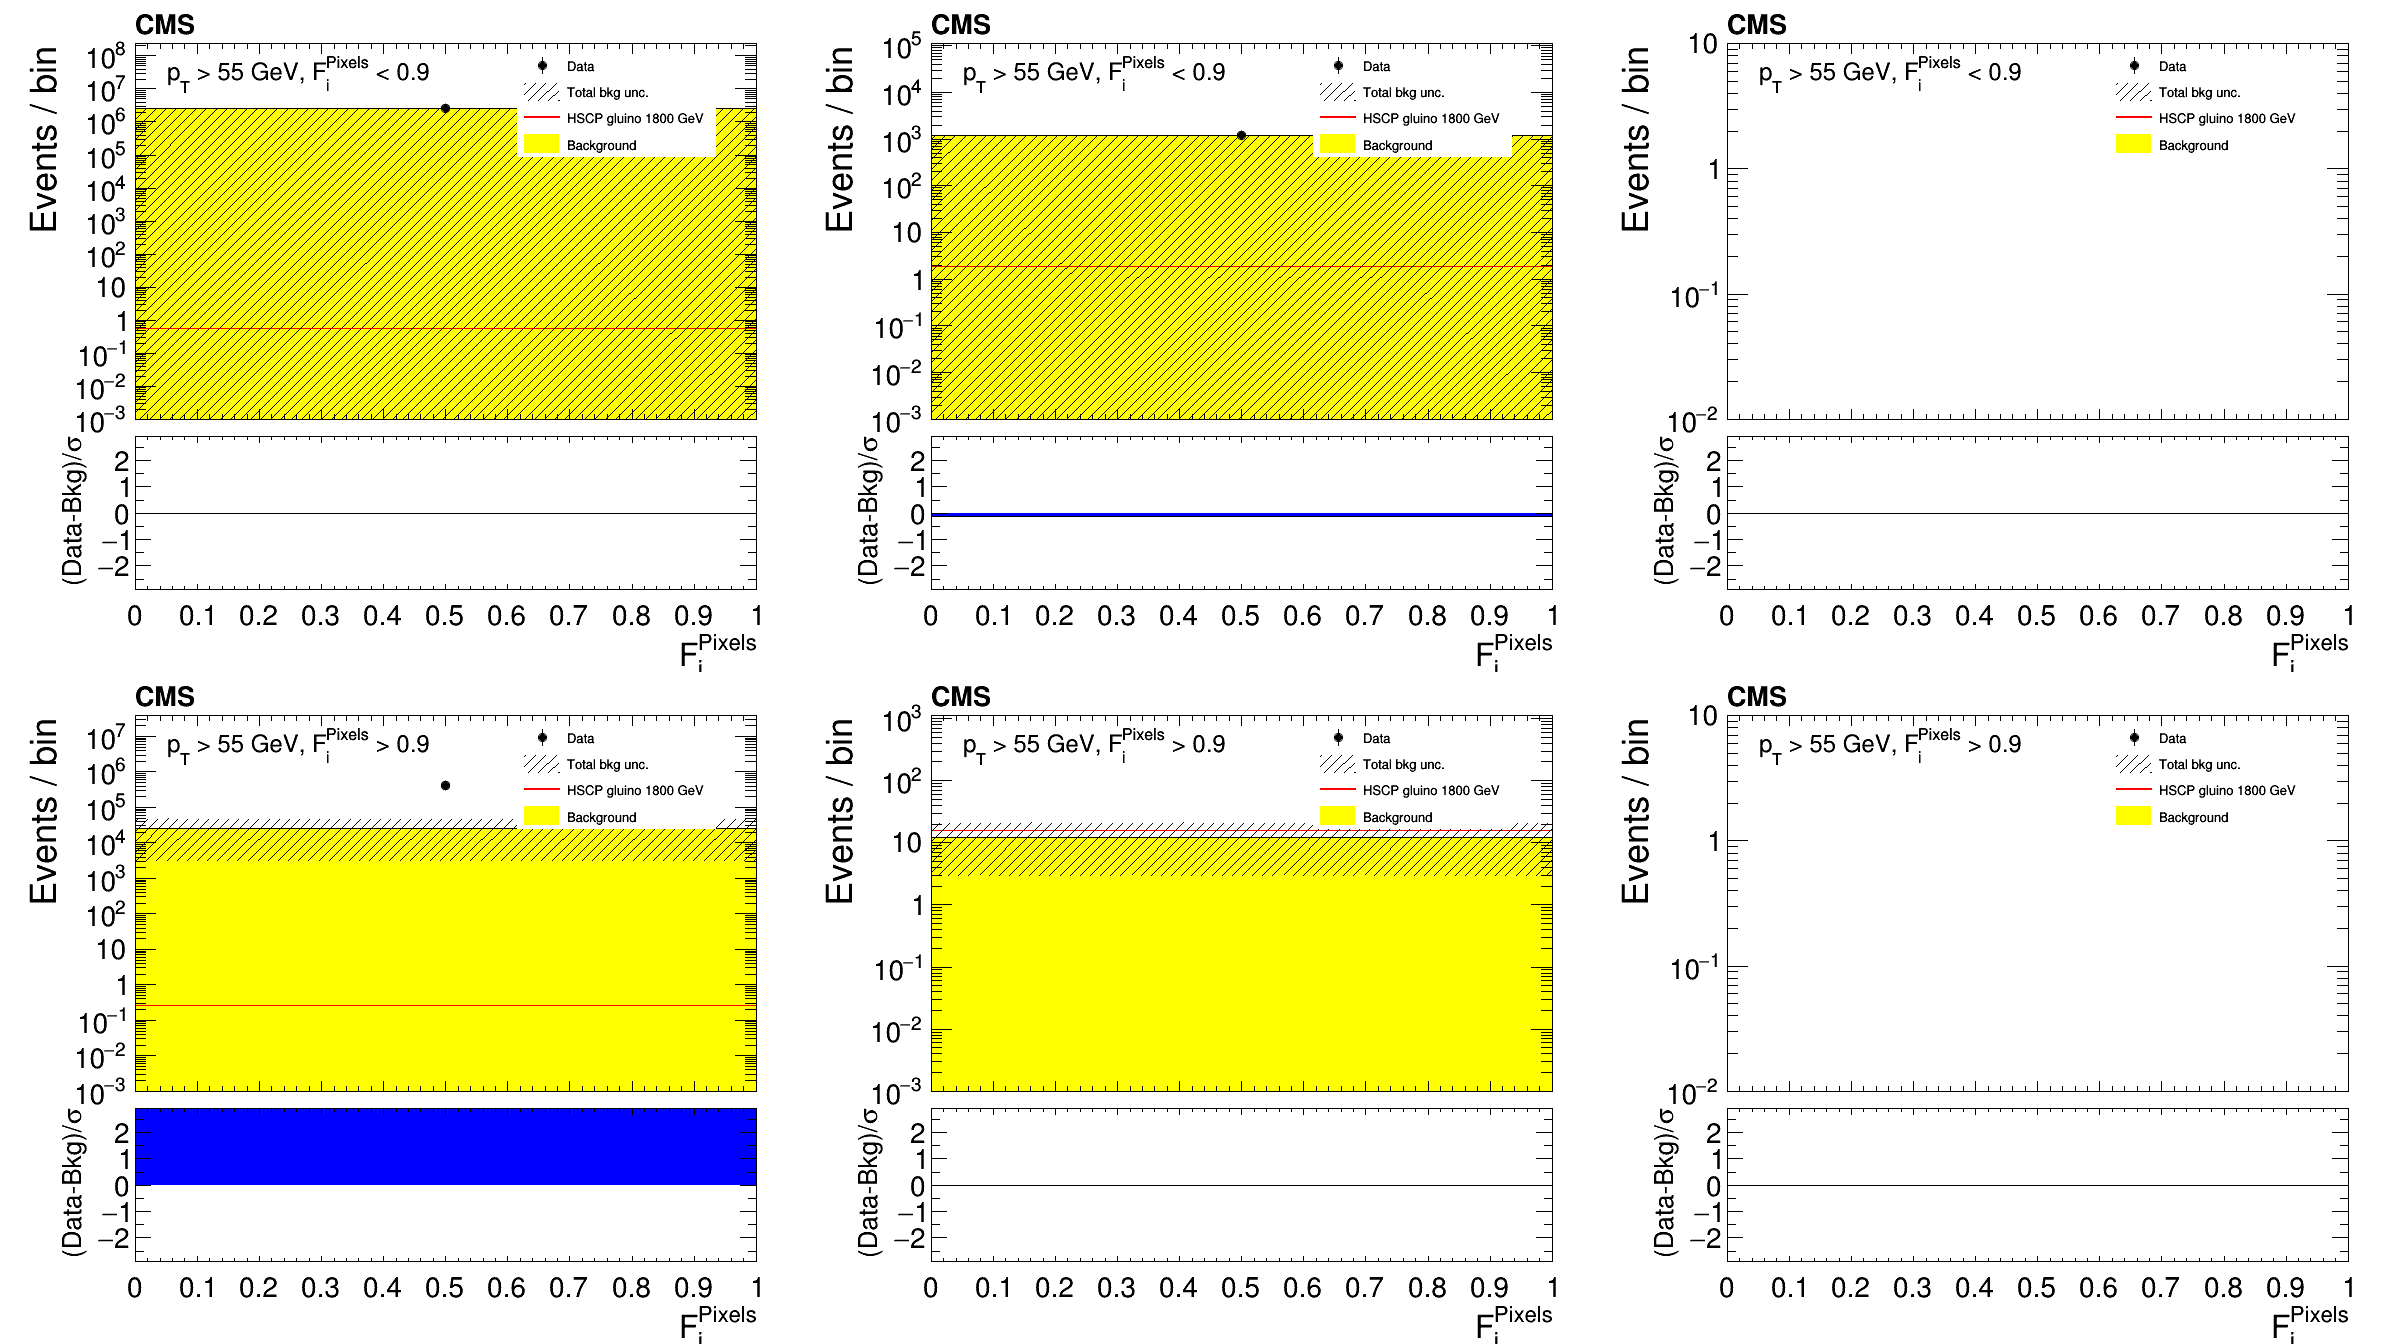 CMS
Events / bin
p_T > 55 GeV, F_i^Pixels < 0.9
Data
Total bkg unc.
HSCP gluino 1800 GeV
Background
10^8
10^7
10^6
10^5
10^4
10^3
10^2
10
1
10^−1
10^−2
10^−3
(Data-Bkg)/σ
2
1
0
−1
−2
0 0.1 0.2 0.3 0.4 0.5 0.6 0.7 0.8 0.9 1
F_i^Pixels
CMS
Events / bin
p_T > 55 GeV, F_i^Pixels < 0.9
Data
Total bkg unc.
HSCP gluino 1800 GeV
Background
10^5
10^4
10^3
10^2
10
1
10^−1
10^−2
10^−3
(Data-Bkg)/σ
2
1
0
−1
−2
0 0.1 0.2 0.3 0.4 0.5 0.6 0.7 0.8 0.9 1
F_i^Pixels
CMS
Events / bin
p_T > 55 GeV, F_i^Pixels < 0.9
Data
Total bkg unc.
HSCP gluino 1800 GeV
Background
10
1
10^−1
10^−2
(Data-Bkg)/σ
2
1
0
−1
−2
0 0.1 0.2 0.3 0.4 0.5 0.6 0.7 0.8 0.9 1
F_i^Pixels
CMS
Events / bin
p_T > 55 GeV, F_i^Pixels > 0.9
Data
Total bkg unc.
HSCP gluino 1800 GeV
Background
10^7
10^6
10^5
10^4
10^3
10^2
10
1
10^−1
10^−2
10^−3
(Data-Bkg)/σ
2
1
0
−1
−2
0 0.1 0.2 0.3 0.4 0.5 0.6 0.7 0.8 0.9 1
F_i^Pixels
CMS
Events / bin
p_T > 55 GeV, F_i^Pixels > 0.9
Data
Total bkg unc.
HSCP gluino 1800 GeV
Background
10^3
10^2
10
1
10^−1
10^−2
10^−3
(Data-Bkg)/σ
2
1
0
−1
−2
0 0.1 0.2 0.3 0.4 0.5 0.6 0.7 0.8 0.9 1
F_i^Pixels
CMS
Events / bin
p_T > 55 GeV, F_i^Pixels > 0.9
Data
Total bkg unc.
HSCP gluino 1800 GeV
Background
10
1
10^−1
10^−2
(Data-Bkg)/σ
2
1
0
−1
−2
0 0.1 0.2 0.3 0.4 0.5 0.6 0.7 0.8 0.9 1
F_i^Pixels